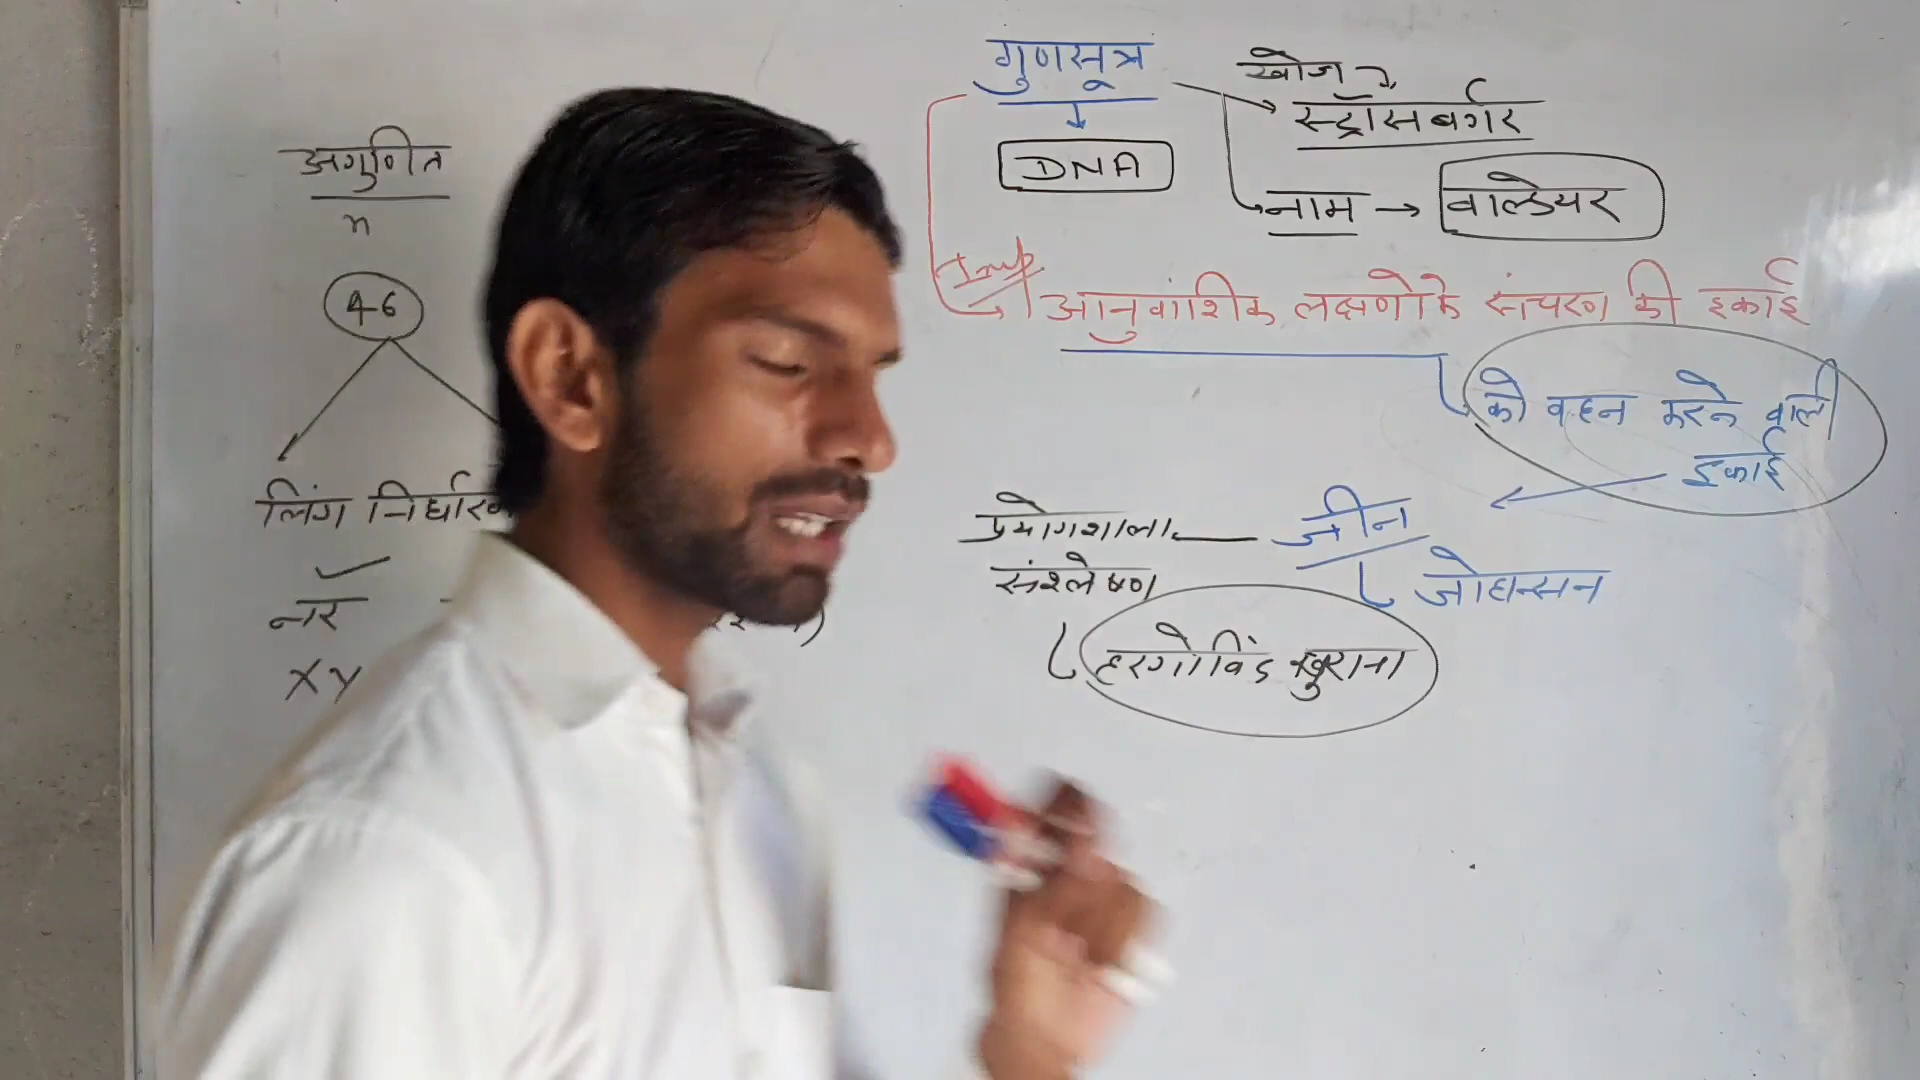 अगुणित
n
46
लिंग निर्धारण
नर
XY
गुणसूत्र
DNA
खोज
स्ट्रॉसबर्गर
नाम → वाल्डेयर
Imp
आनुवांशिक लक्षणो के संचरण की इकाई
को वहन करने वाली
इकाई
प्रयोगशाला — जीन
संश्लेषण
जोहान्सन
हरगोविंद खुराना